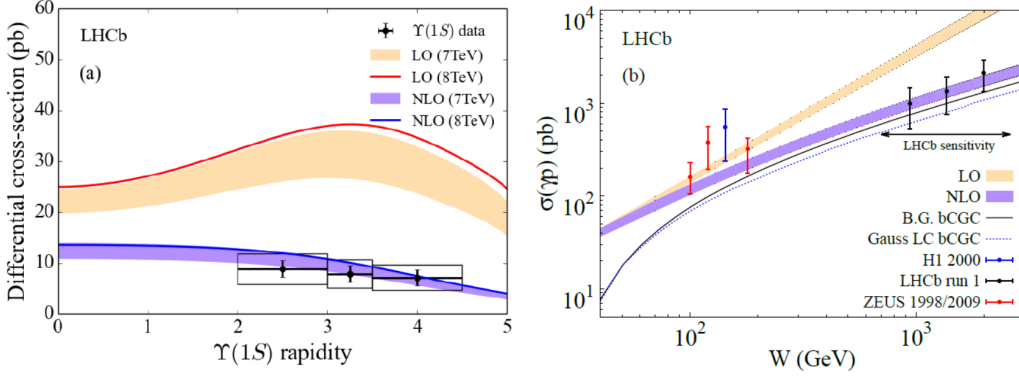 60
50
40
30
20
10
0
Differential cross-section (pb)
LHCb
(a)
ϒ(1S) data
LO (7TeV)
LO (8TeV)
NLO (7TeV)
NLO (8TeV)
0 1 2 3 4 5
ϒ(1S) rapidity
10⁴
10³
10²
10¹
σ(γp) (pb)
LHCb
(b)
LHCb sensitivity
LO
NLO
B.G. bCGC
Gauss LC bCGC
H1 2000
LHCb run 1
ZEUS 1998/2009
10² 10³
W (GeV)